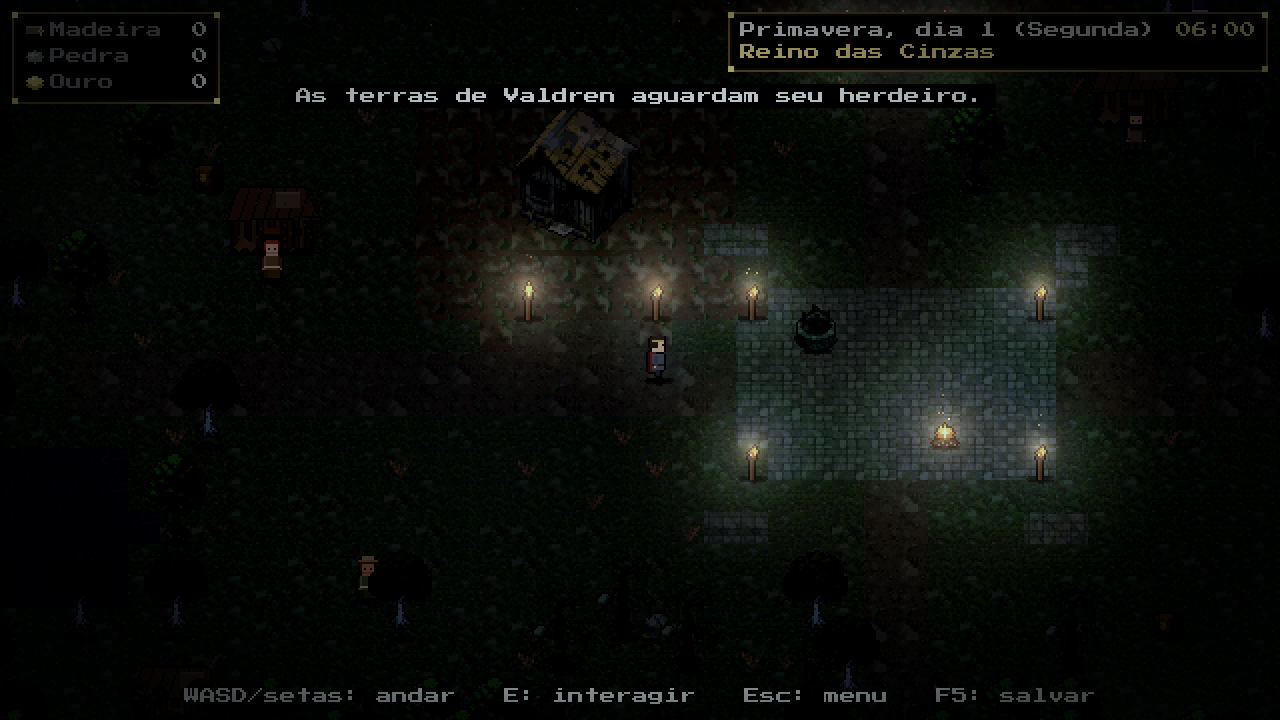 Madeira 0
Pedra 0
Ouro 0
Primavera, dia 1 (Segunda) 06:00
Reino das Cinzas
As terras de Valdren aguardam seu herdeiro.
WASD/setas: andar E: interagir Esc: menu F5: salvar